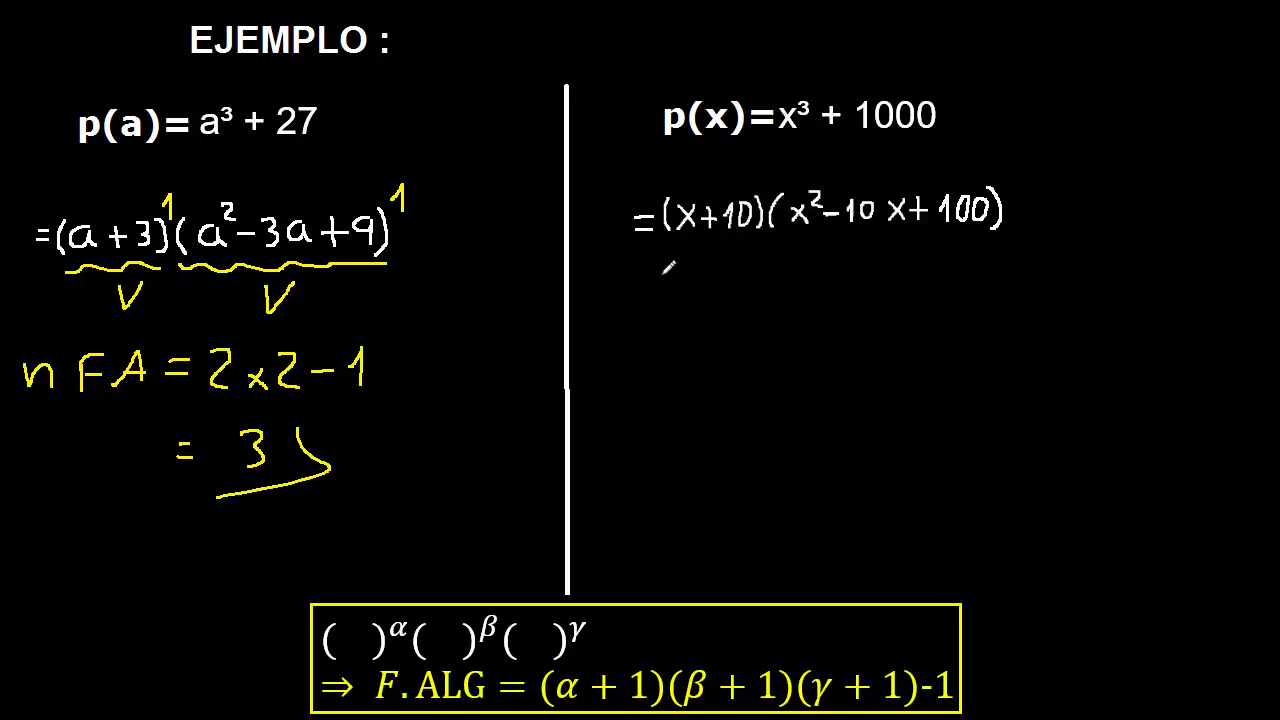 EJEMPLO :
p(a)= a³ + 27
=(a+3)¹(a²-3a+9)¹
V V
n FA = 2x2-1
= 3
p(x)=x³ + 1000
=(x+10)(x²-10x+100)
( )^α( )^β( )^γ
⇒ F.ALG = (α + 1)(β + 1)(γ + 1)-1